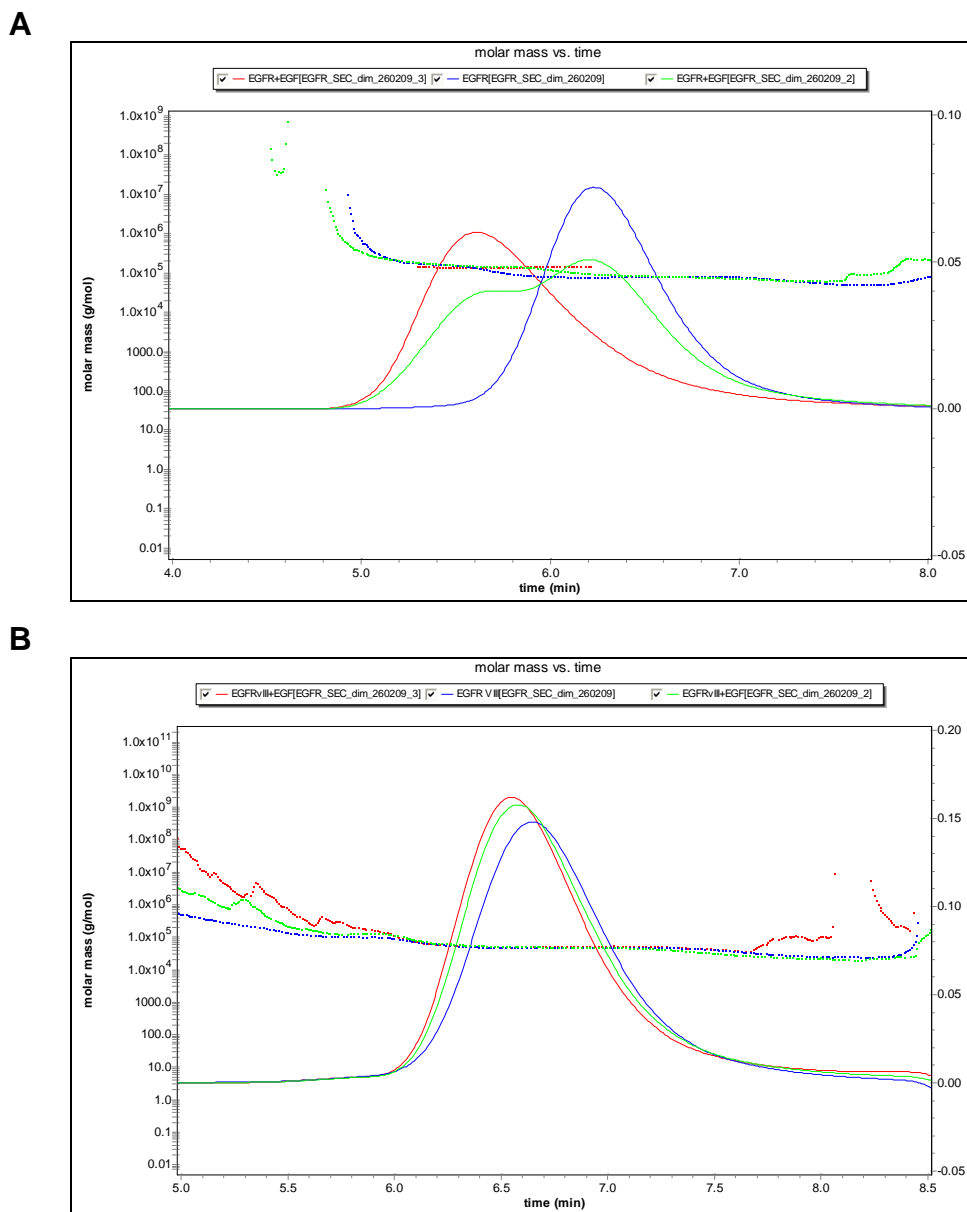 A
molar mass vs. time
EGFR+EGF[EGFR_SEC_dim_260209_3] EGFR[EGFR_SEC_dim_260209] EGFR+EGF[EGFR_SEC_dim_260209_2]
1.0x10⁹
1.0x10⁸
1.0x10⁷
1.0x10⁶
1.0x10⁵
1.0x10⁴
1000.0
100.0
10.0
1.0
0.1
0.01
molar mass (g/mol)
0.10
0.05
0.00
-0.05
4.0 5.0 6.0 7.0 8.0
time (min)
B
molar mass vs. time
EGFRvIII+EGF[EGFR_SEC_dim_260209_3] EGFR VIII[EGFR_SEC_dim_260209] EGFRvIII+EGF[EGFR_SEC_dim_260209_2]
1.0x10¹¹
1.0x10¹⁰
1.0x10⁹
1.0x10⁸
1.0x10⁷
1.0x10⁶
1.0x10⁵
1.0x10⁴
1000.0
100.0
10.0
1.0
0.1
0.01
molar mass (g/mol)
0.20
0.15
0.10
0.05
0.00
-0.05
5.0 5.5 6.0 6.5 7.0 7.5 8.0 8.5
time (min)